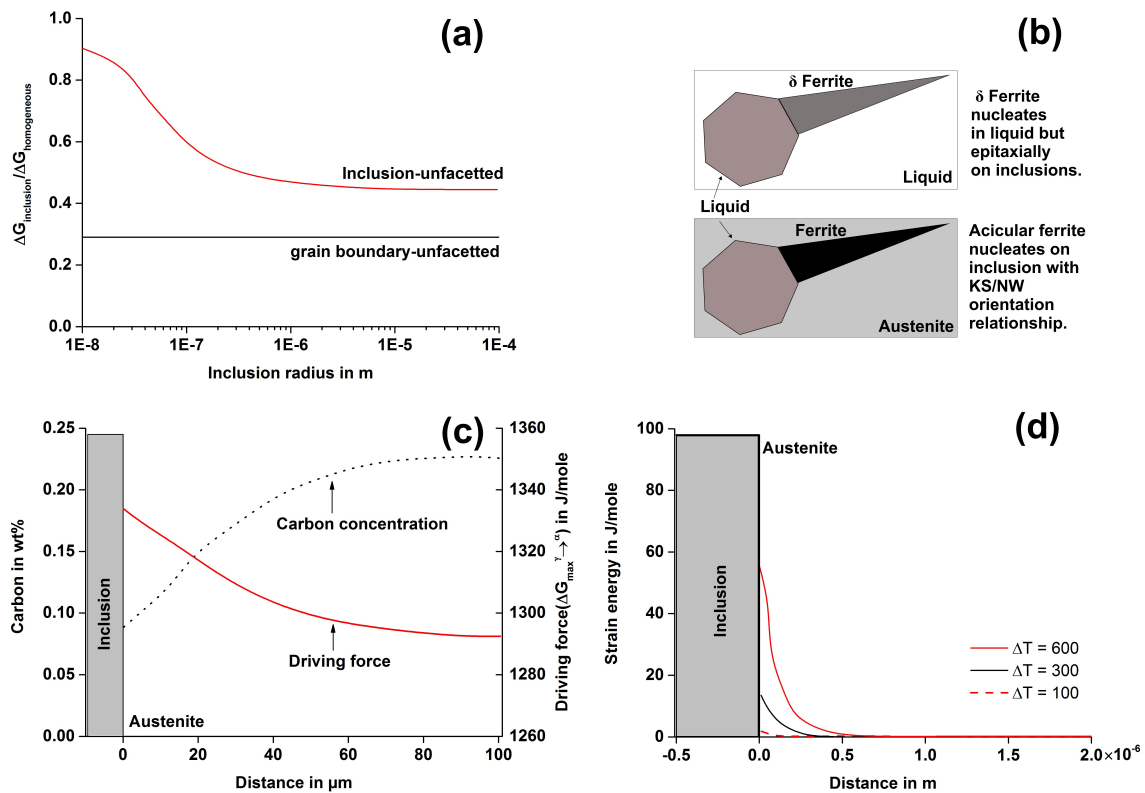 (a)
1.0
0.8
0.6
0.4
0.2
0.0
ΔG_inclusion/ΔG_homogeneous
Inclusion-unfacetted
grain boundary-unfacetted
1E-8
1E-7
1E-6
1E-5
1E-4
Inclusion radius in m
(b)
δ Ferrite
Liquid
δ Ferrite
nucleates
in liquid but
epitaxially
on inclusions.
Liquid
Ferrite
Austenite
Acicular ferrite
nucleates on
inclusion with
KS/NW
orientation
relationship.
(c)
0.25
0.20
0.15
0.10
0.05
0.00
Carbon in wt%
Inclusion
Carbon concentration
Driving force
Austenite
1360
1340
1320
1300
1280
1260
Driving force(ΔG_max^γ→α) in J/mole
0
20
40
60
80
100
Distance in µm
(d)
100
80
60
40
20
0
Strain energy in J/mole
Inclusion
Austenite
ΔT = 600
ΔT = 300
ΔT = 100
-0.5
0.0
0.5
1.0
1.5
2.0×10⁻⁶
Distance in m